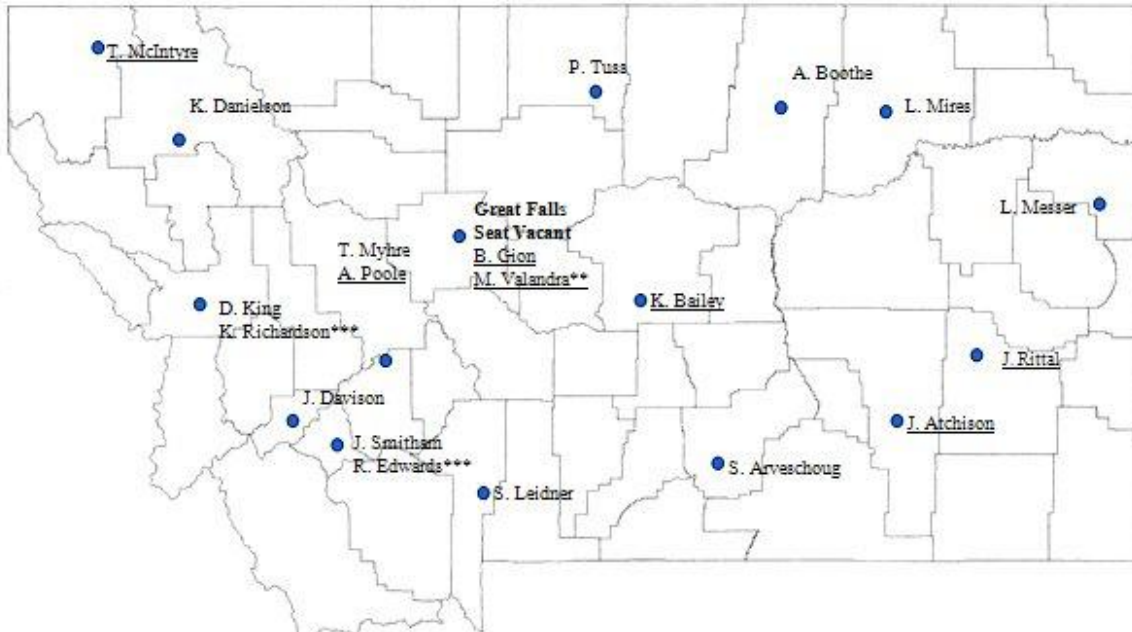 T. McIntyre
P. Tuss
A. Boothe
K. Danielson
L. Mires
L. Messer
Great Falls
Seat Vacant
B. Gion
M. Valandra**
T. Myhre
A. Poole
D. King
K. Richardson***
K. Bailey
J. Rittal
J. Davison
J. Atchison
J. Smitham
R. Edwards***
S. Arveschoug
S. Leidner